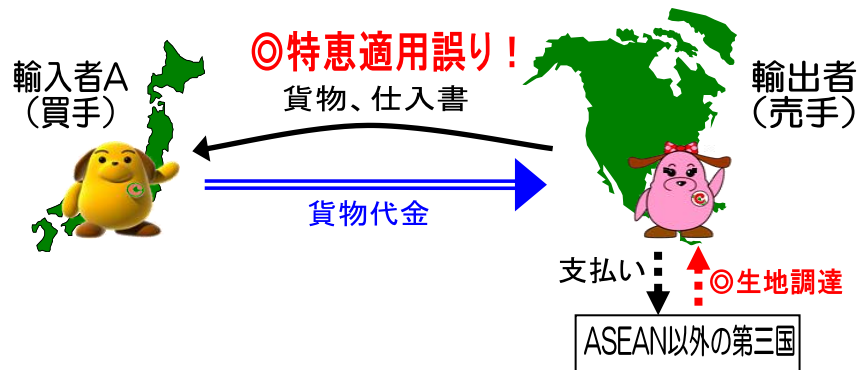 ◎特恵適用誤り！
輸入者A
（買手）
貨物、仕入書
輸出者
（売手）
貨物代金
支払い
◎生地調達
ASEAN以外の第三国